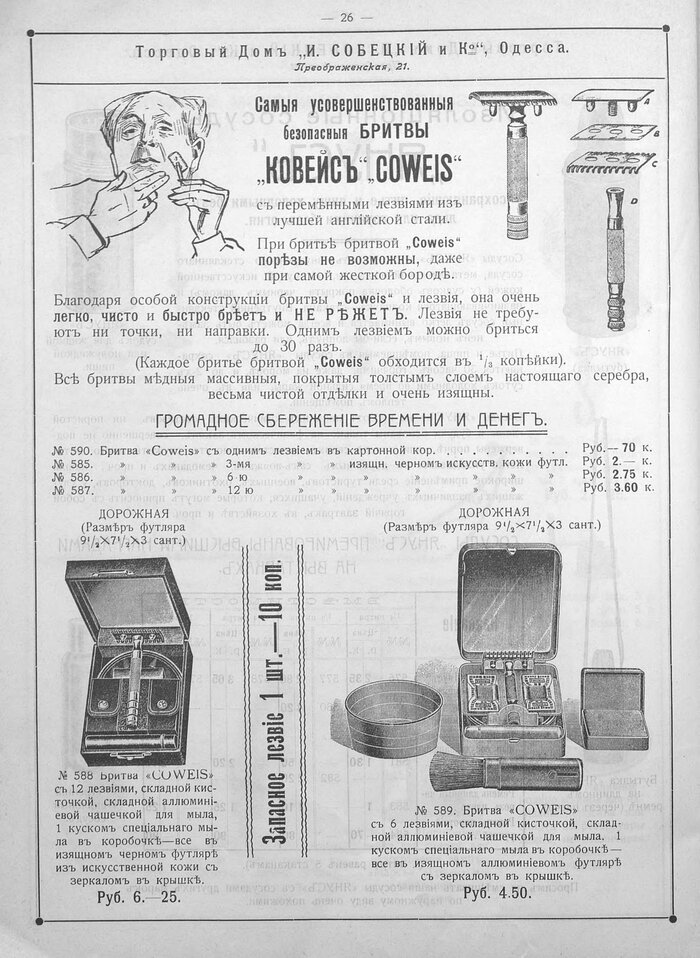 — 26 —
Торговый Домъ „И. СОБЕЦКІЙ и Ко“, Одесса.
Преображенская, 21.
Самыя усовершенствованныя
безопасныя БРИТВЫ
„КОВЕЙСЪ“ „COWEIS“
съ перемѣнными лезвіями изъ
лучшей англійской стали.
При бритьѣ бритвой „Coweis“
порѣзы не возможны, даже
при самой жесткой бородѣ.
A
B
C
D
Благодаря особой конструкціи бритвы „Coweis“ и лезвія, она очень
легко, чисто и быстро брѣетъ и НЕ РѢЖЕТЪ. Лезвія не требу-
ютъ ни точки, ни направки. Однимъ лезвіемъ можно бриться
до 30 разъ.
(Каждое бритье бритвой „Coweis“ обходится въ 1/3 копѣйки).
Всѣ бритвы мѣдныя массивныя, покрытыя толстымъ слоемъ настоящаго серебра,
весьма чистой отдѣлки и очень изящны.
ГРОМАДНОЕ СБЕРЕЖЕНІЕ ВРЕМЕНИ И ДЕНЕГЪ.
№ 590. Бритва «Coweis» съ однимъ лезвіемъ въ картонной кор. . . . . . . . . . . Руб.— 70 к.
№ 585. » » » 3-мя » » изящн. черномъ искусств. кожи футл. Руб. 2.— к.
№ 586. » » » 6-ю » » » » » » » Руб. 2.75 к.
№ 587. » » » 12-ю » » » » » » » Руб. 3.60 к.
ДОРОЖНАЯ
(Размѣръ футляра
9 1/2×7 1/2×3 сант.)
ДОРОЖНАЯ
(Размѣръ футляра 9 1/2×7 1/2×3 сант.)
Запасное лезвіе 1 шт.—10 коп.
№ 588 Бритва «COWEIS»
съ 12 лезвіями, складной кис-
точкой, складной аллюминіе-
вой чашечкой для мыла,
1 кускомъ спеціальнаго мы-
ла въ коробочкѣ—все въ
изящномъ черномъ футлярѣ
изъ искусственной кожи съ
зеркаломъ въ крышкѣ.
Руб. 6.—25.
№ 589. Бритва «COWEIS»
съ 6 лезвіями, складной кисточкой, склад-
ной аллюминіевой чашечкой для мыла. 1
кускомъ спеціальнаго мыла въ коробочкѣ—
все въ изящномъ аллюминіевомъ футлярѣ
съ зеркаломъ въ крышкѣ.
Руб. 4.50.